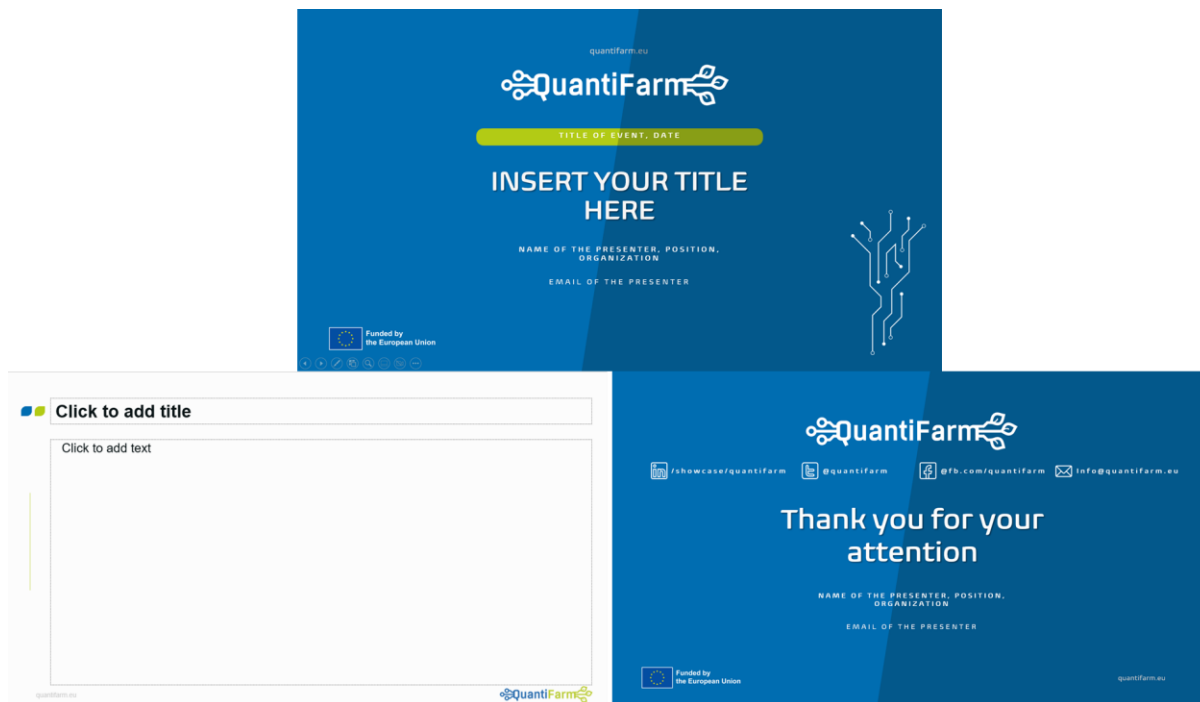 quantifarm.eu
QuantiFarm
TITLE OF EVENT, DATE
INSERT YOUR TITLE
HERE
NAME OF THE PRESENTER, POSITION,
ORGANIZATION
EMAIL OF THE PRESENTER
Funded by
the European Union
Click to add title
Click to add text
quantifarm.eu
QuantiFarm
QuantiFarm
/showcase/quantifarm @quantifarm @fb.com/quantifarm Info@quantifarm.eu
Thank you for your
attention
NAME OF THE PRESENTER, POSITION,
ORGANIZATION
EMAIL OF THE PRESENTER
Funded by
the European Union
quantifarm.eu